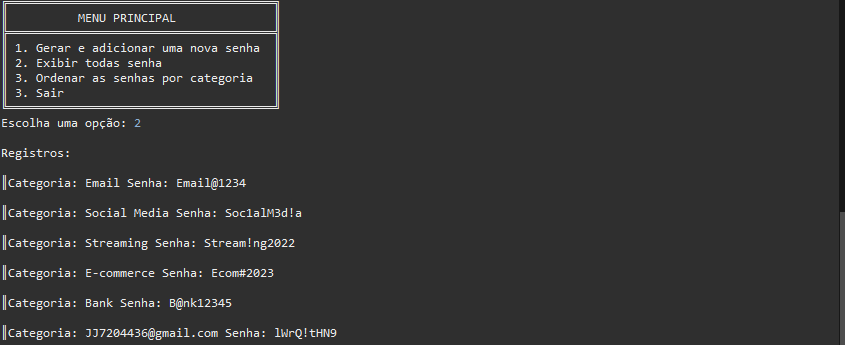 MENU PRINCIPAL
1. Gerar e adicionar uma nova senha
2. Exibir todas senha
3. Ordenar as senhas por categoria
3. Sair
Escolha uma opção: 2
Registros:
Categoria: Email Senha: Email@1234
Categoria: Social Media Senha: Soc1alM3d!a
Categoria: Streaming Senha: Stream!ng2022
Categoria: E-commerce Senha: Ecom#2023
Categoria: Bank Senha: B@nk12345
Categoria: JJ7204436@gmail.com Senha: lWrQ!tHN9